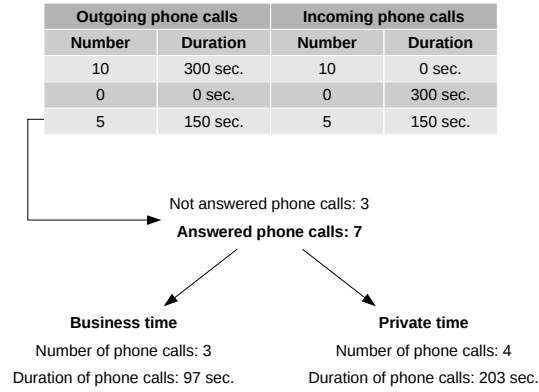 Outgoing phone calls Incoming phone calls
Number Duration Number Duration
10 300 sec. 10 0 sec.
0 0 sec. 0 300 sec.
5 150 sec. 5 150 sec.
Not answered phone calls: 3
Answered phone calls: 7
Business time Private time
Number of phone calls: 3 Number of phone calls: 4
Duration of phone calls: 97 sec. Duration of phone calls: 203 sec.